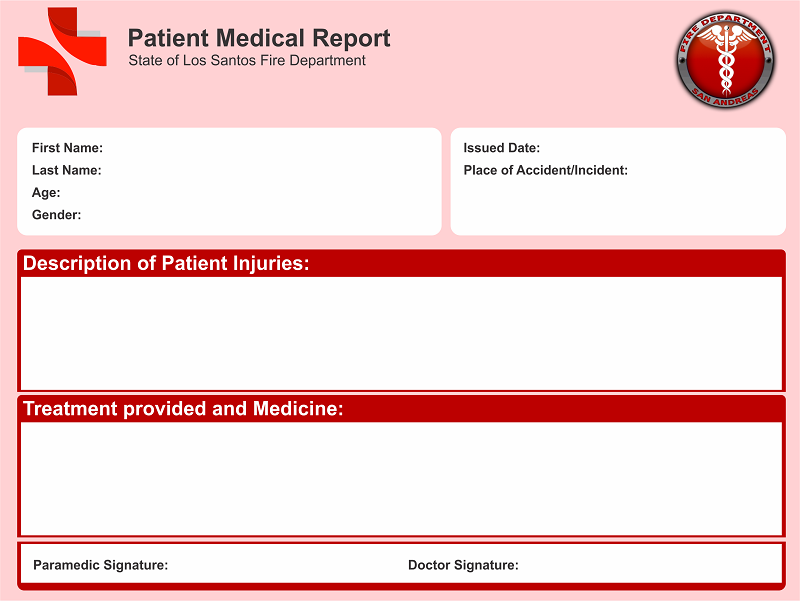 Patient Medical Report
State of Los Santos Fire Department
FIRE DEPARTMENT
SAN ANDREAS
First Name:
Last Name:
Age:
Gender:
Issued Date:
Place of Accident/Incident:
Description of Patient Injuries:
Treatment provided and Medicine:
Paramedic Signature:
Doctor Signature: